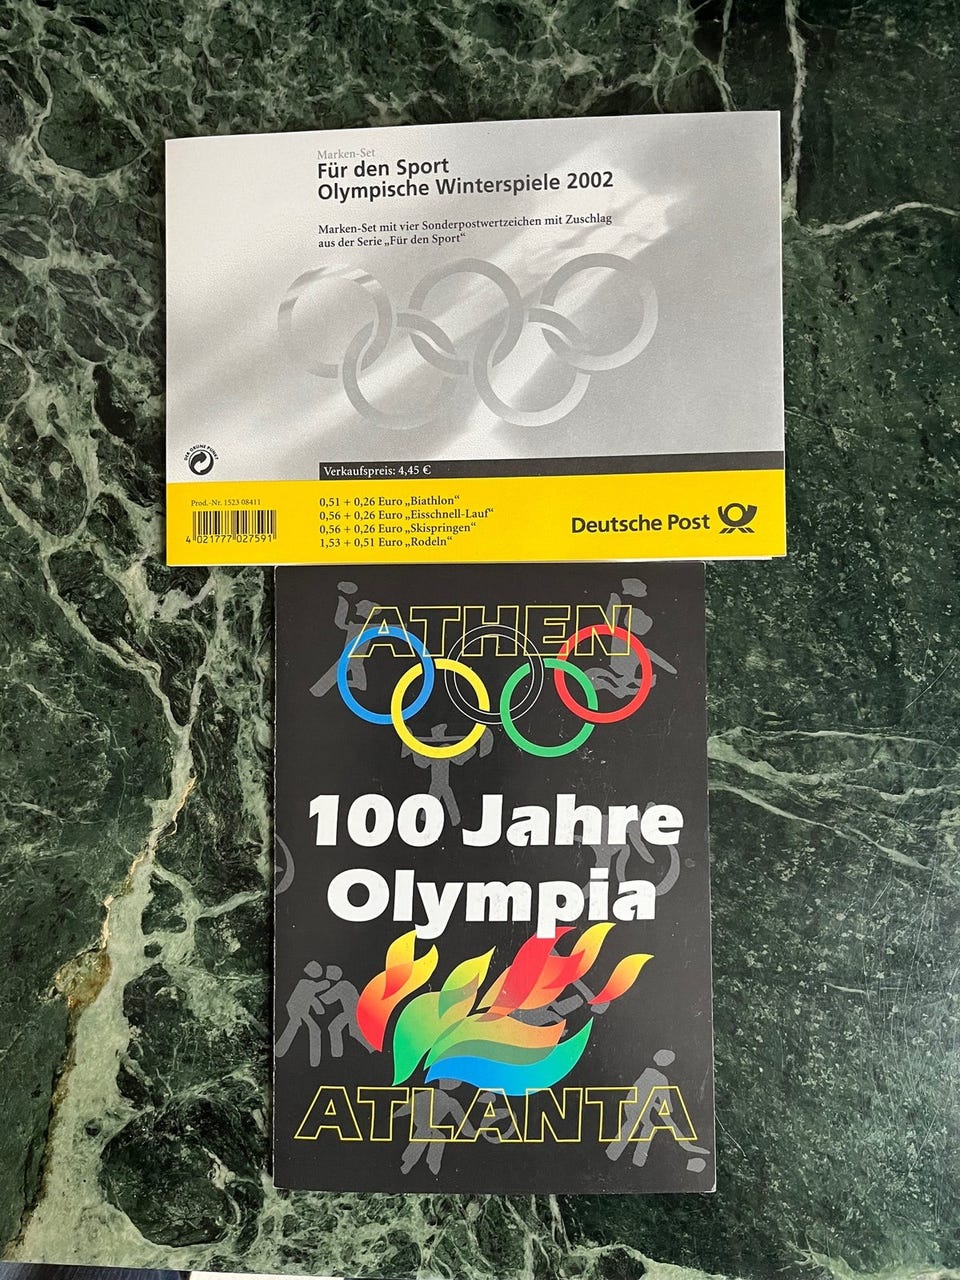 Marken-Set
Für den Sport
Olympische Winterspiele 2002
Marken-Set mit vier Sonderpostwertzeichen mit Zuschlag
aus der Serie „Für den Sport“
DER GRÜNE PUNKT
Verkaufspreis: 4,45 €
Prod.-Nr. 1523 08411
4 021777 027591
0,51 + 0,26 Euro „Biathlon“
0,56 + 0,26 Euro „Eisschnell-Lauf“
0,56 + 0,26 Euro „Skispringen“
1,53 + 0,51 Euro „Rodeln“
Deutsche Post
ATHEN
100 Jahre
Olympia
ATLANTA